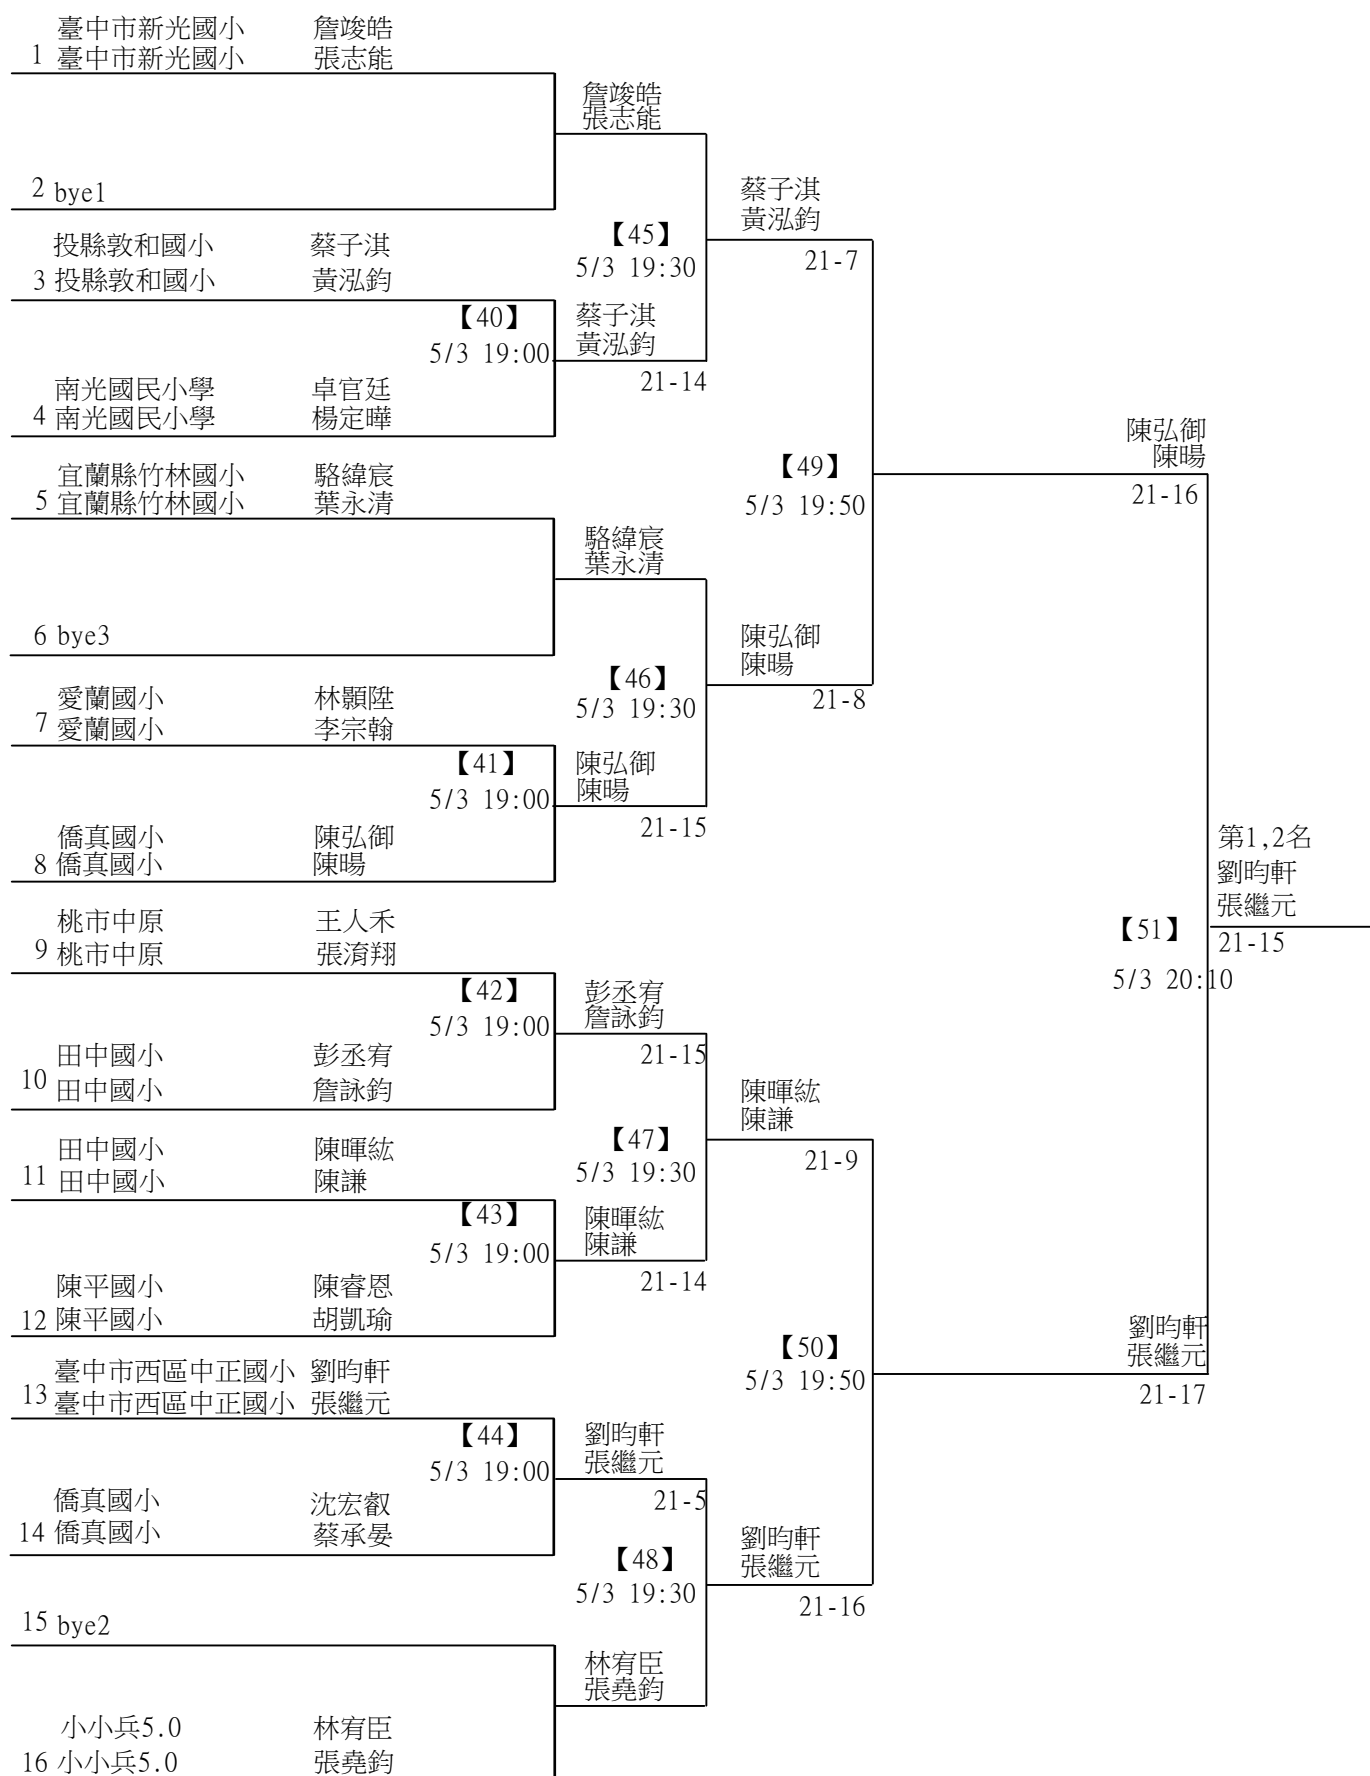 臺中市新光國小 詹竣皓
1 臺中市新光國小 張志能
詹竣皓
張志能
2 bye1
蔡子淇
黃泓鈞
21-7
投縣敦和國小 蔡子淇
3 投縣敦和國小 黃泓鈞
【45】
5/3 19:30
【40】
5/3 19:00
蔡子淇
黃泓鈞
21-14
南光國民小學 卓官廷
4 南光國民小學 楊定曄
陳弘御
陳暘
21-16
宜蘭縣竹林國小 駱緯宸
5 宜蘭縣竹林國小 葉永清
【49】
5/3 19:50
駱緯宸
葉永清
6 bye3
陳弘御
陳暘
21-8
【46】
5/3 19:30
愛蘭國小 林顥陞
7 愛蘭國小 李宗翰
【41】
5/3 19:00
陳弘御
陳暘
21-15
僑真國小 陳弘御
8 僑真國小 陳暘
第1,2名
劉昀軒
張繼元
21-15
桃市中原 王人禾
9 桃市中原 張淯翔
【51】
5/3 20:10
【42】
5/3 19:00
彭丞宥
詹詠鈞
21-15
田中國小 彭丞宥
10 田中國小 詹詠鈞
陳暉紘
陳謙
21-9
田中國小 陳暉紘
11 田中國小 陳謙
【47】
5/3 19:30
【43】
5/3 19:00
陳暉紘
陳謙
21-14
陳平國小 陳睿恩
12 陳平國小 胡凱瑜
劉昀軒
張繼元
21-17
【50】
5/3 19:50
臺中市西區中正國小 劉昀軒
13 臺中市西區中正國小 張繼元
【44】
5/3 19:00
劉昀軒
張繼元
21-5
僑真國小 沈宏叡
14 僑真國小 蔡承晏
劉昀軒
張繼元
21-16
【48】
5/3 19:30
15 bye2
林宥臣
張堯鈞
小小兵5.0 林宥臣
16 小小兵5.0 張堯鈞